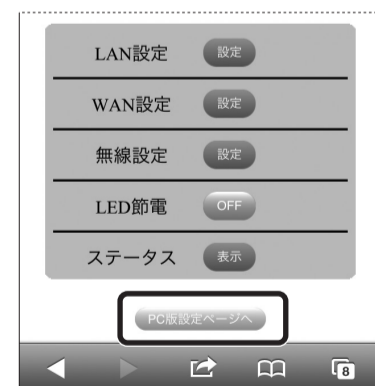 LAN設定 設定
WAN設定 設定
無線設定 設定
LED節電 OFF
ステータス 表示
PC版設定ページへ
8